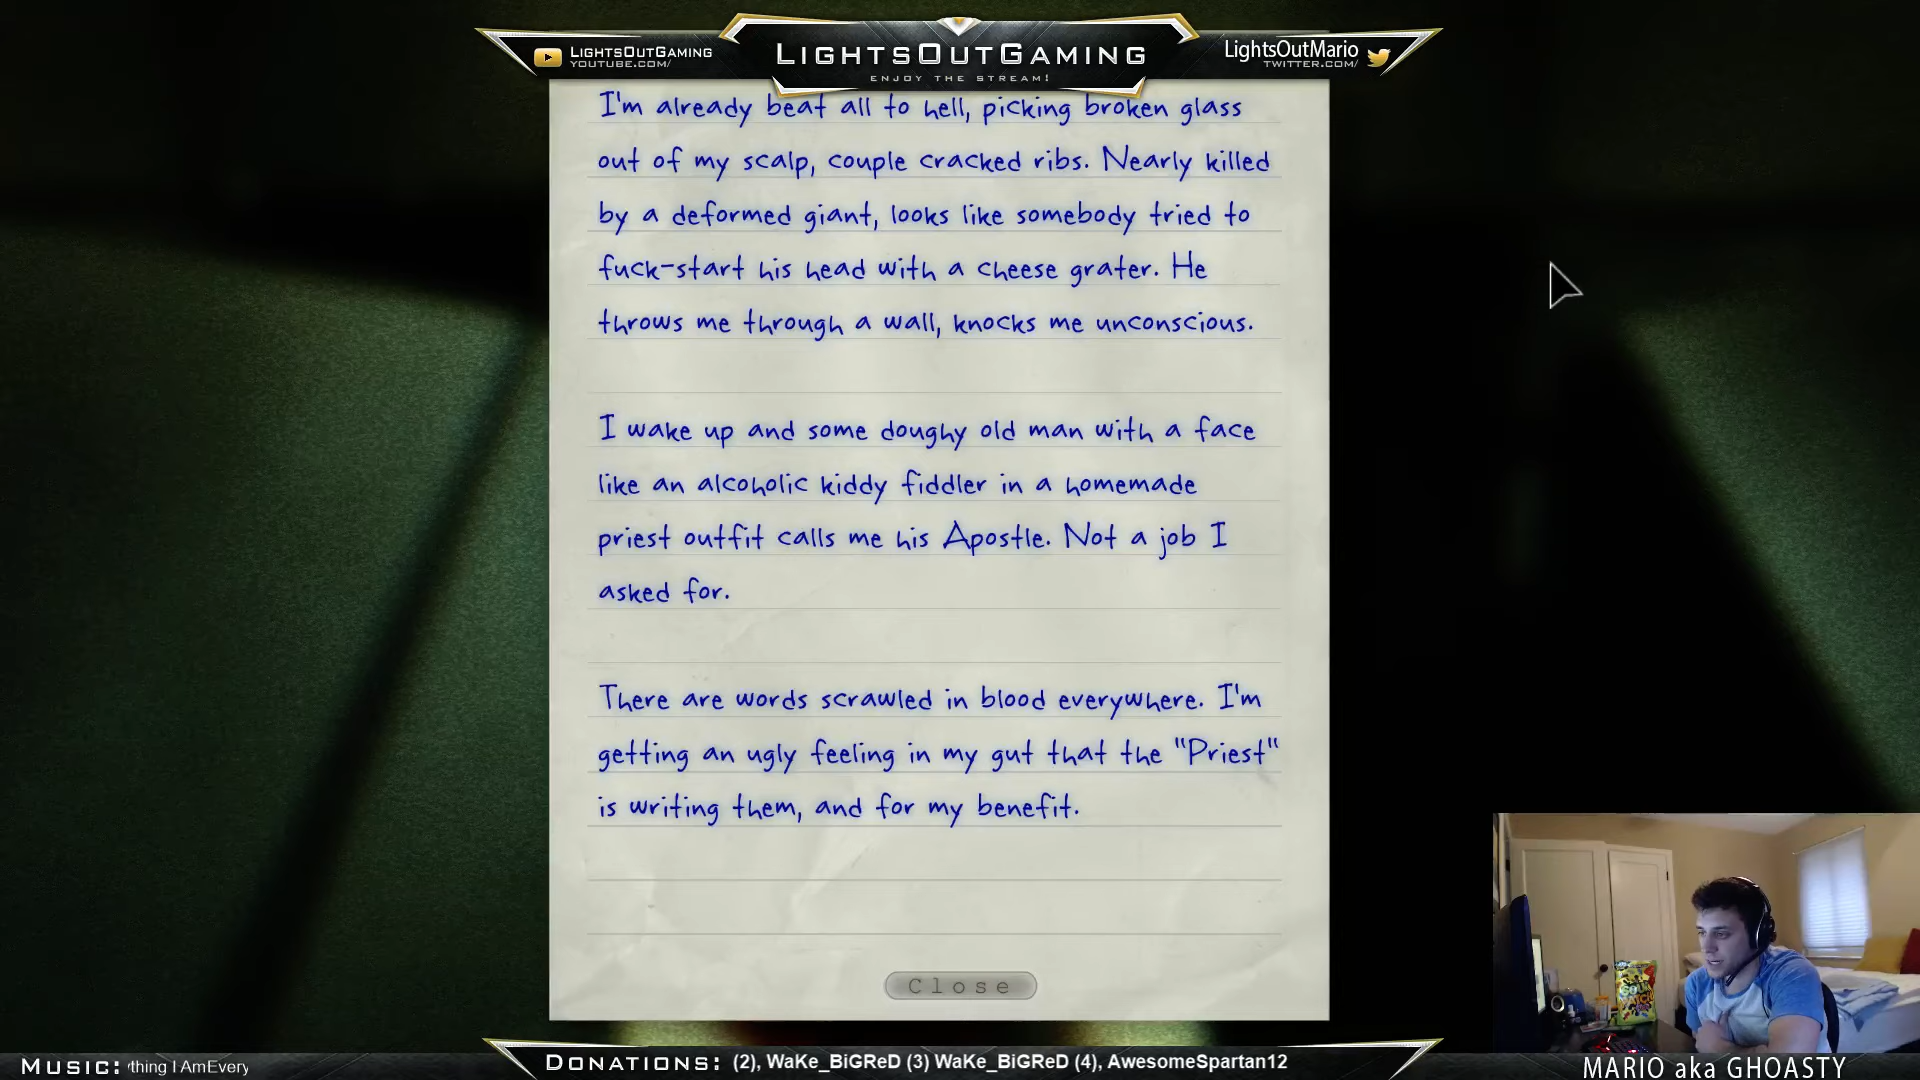 LIGHTSOUTGAMING
YOUTUBE.COM/
LIGHTSOUTGAMING
ENJOY THE STREAM!
LightsOutMario
TWITTER.COM/
I'm already beat all to hell, picking broken glass
out of my scalp, couple cracked ribs. Nearly killed
by a deformed giant, looks like somebody tried to
fuck-start his head with a cheese grater. He
throws me through a wall, knocks me unconscious.
I wake up and some doughy old man with a face
like an alcoholic kiddy fiddler in a homemade
priest outfit calls me his Apostle. Not a job I
asked for.
There are words scrawled in blood everywhere. I'm
getting an ugly feeling in my gut that the "Priest"
is writing them, and for my benefit.
Close
MUSIC: thing I AmEvery
DONATIONS: (2), WaKe_BiGReD (3) WaKe_BiGReD (4), AwesomeSpartan12
MARIO aka GHOASTY